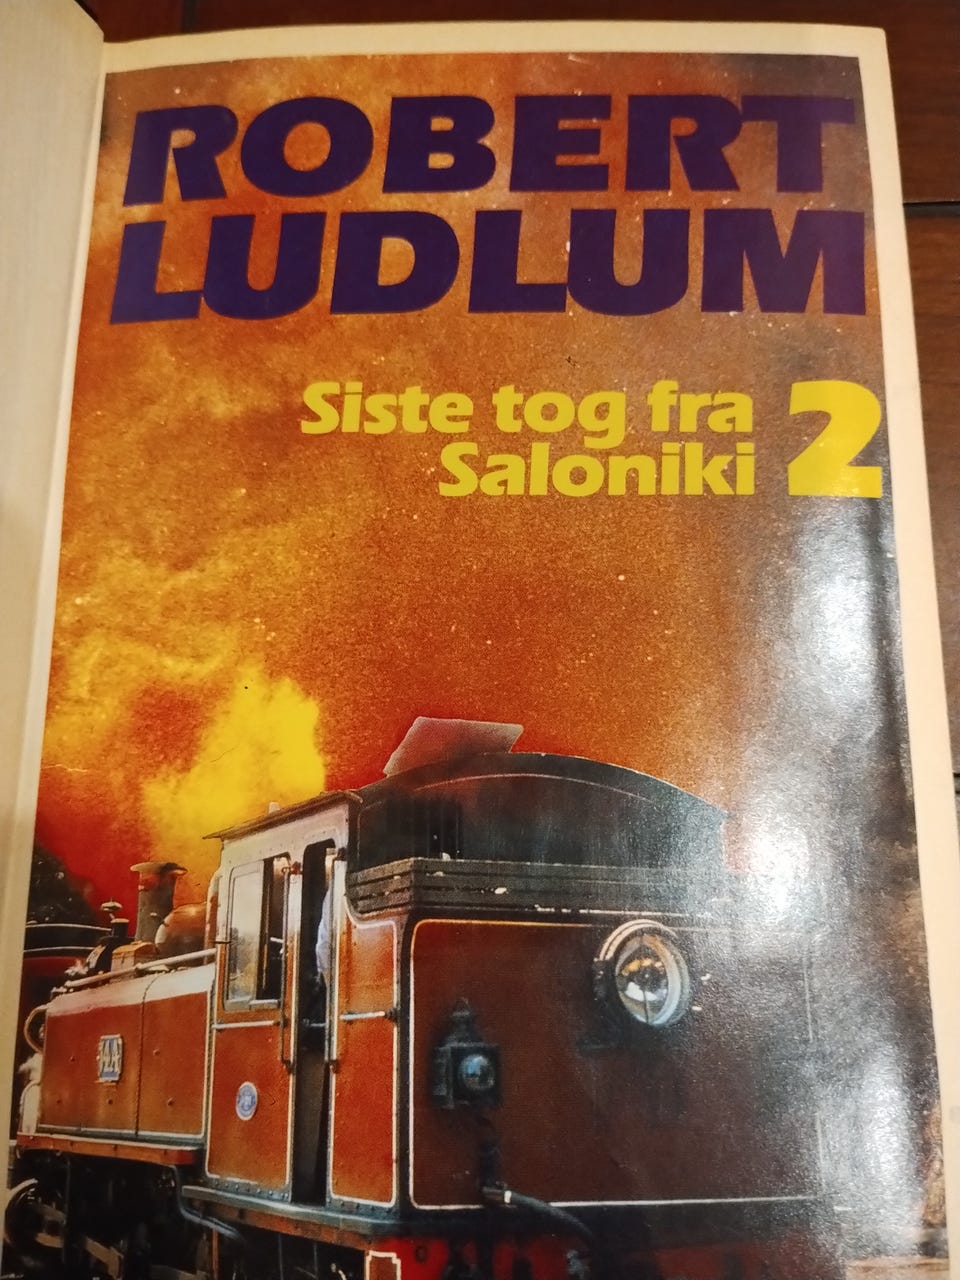 ROBERT
LUDLUM
Siste tog fra
Saloniki
2